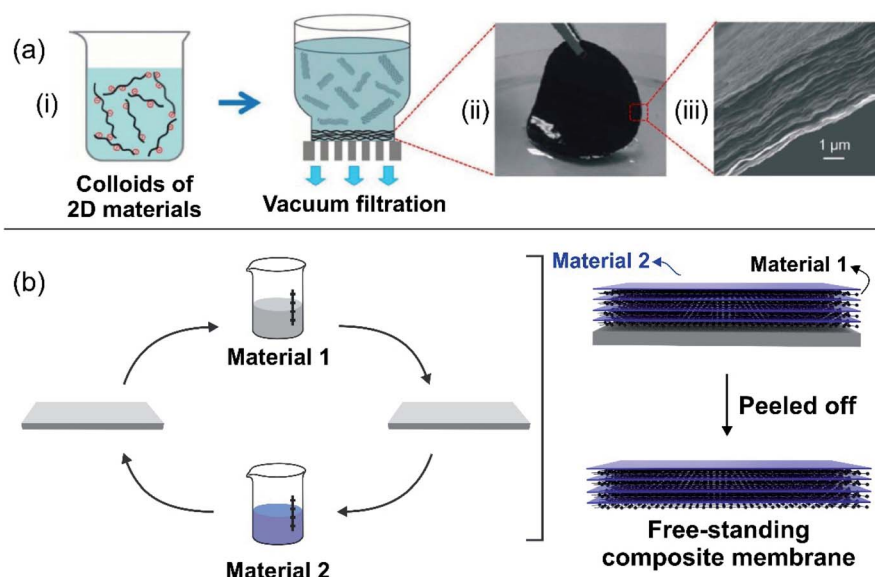 (a)
(i)
Colloids of
2D materials
Vacuum filtration
(ii)
(iii)
1 µm
(b)
Material 1
Material 2
Material 2
Material 1
Peeled off
Free-standing
composite membrane